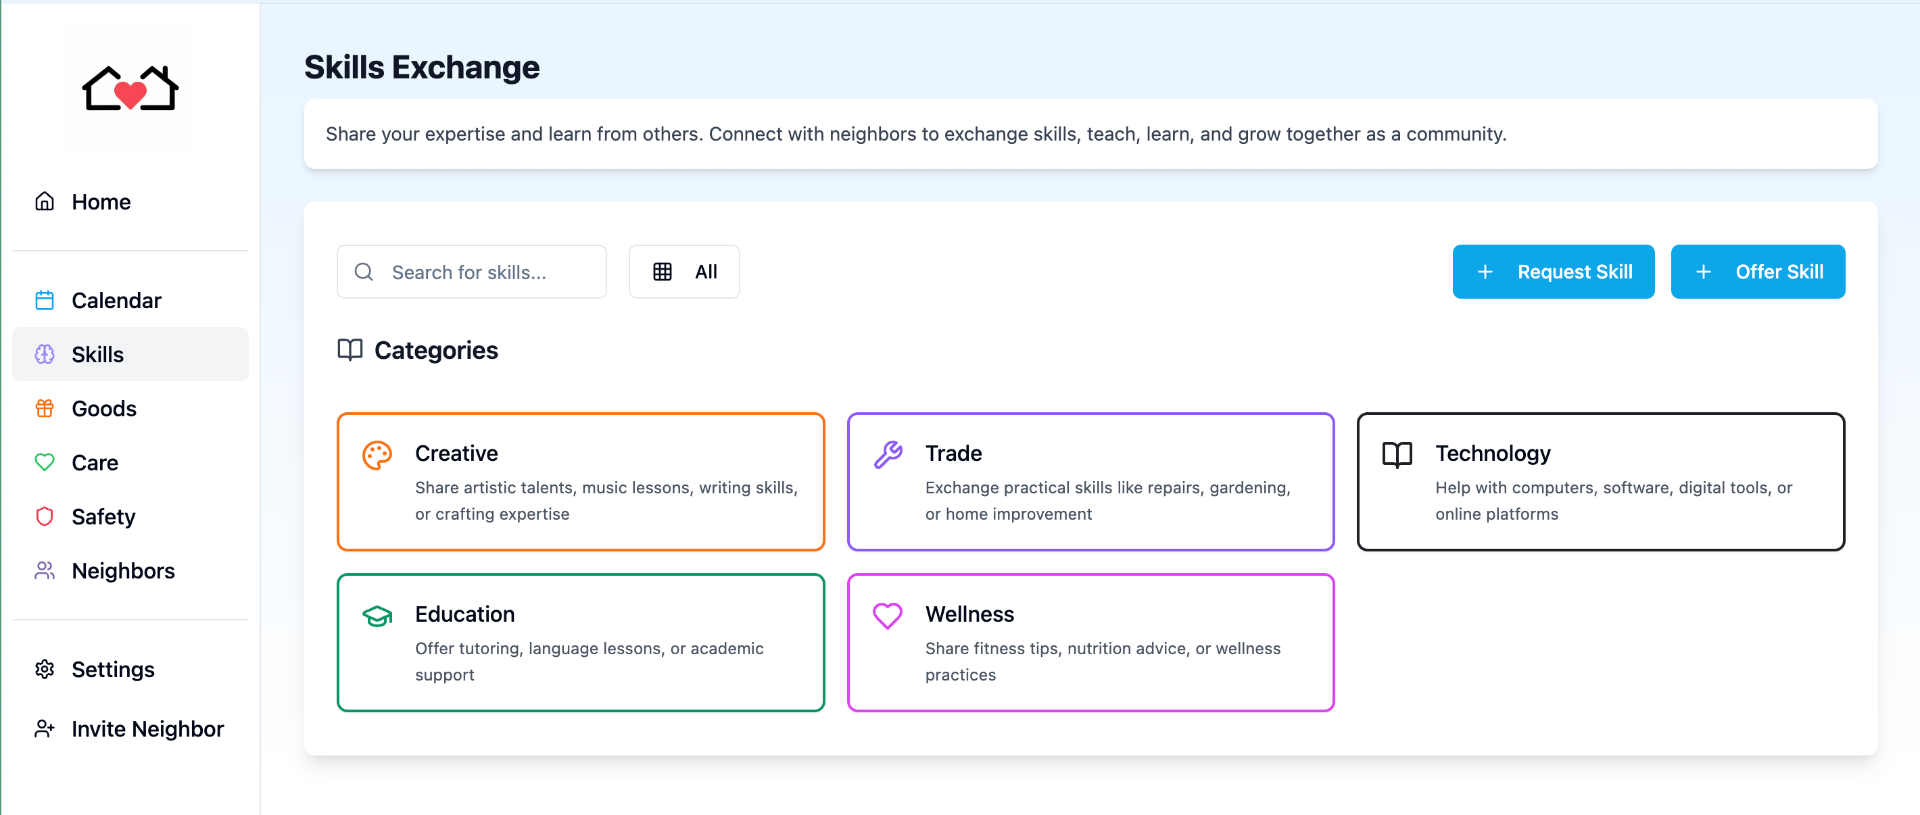 Home
Calendar
Skills
Goods
Care
Safety
Neighbors
Settings
Invite Neighbor
Skills Exchange
Share your expertise and learn from others. Connect with neighbors to exchange skills, teach, learn, and grow together as a community.
Search for skills...
All
Request Skill
Offer Skill
Categories
Creative
Share artistic talents, music lessons, writing skills,
or crafting expertise
Trade
Exchange practical skills like repairs, gardening,
or home improvement
Technology
Help with computers, software, digital tools, or
online platforms
Education
Offer tutoring, language lessons, or academic
support
Wellness
Share fitness tips, nutrition advice, or wellness
practices